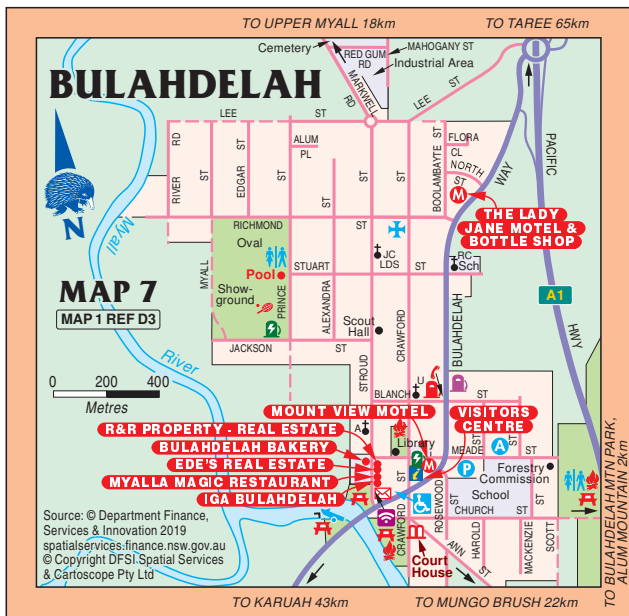 TO UPPER MYALL 18km
TO TAREE 65km
BULAHDELAH
Cemetery
RED GUM
RD
MAHOGANY ST
Industrial Area
MARKWELL
RD
LEE
ST
LEE
ST
RIVER RD
EDGAR ST
ST
ALUM
PL
ST
ST
ST
BOOLAMBAYTE ST
FLORA
CL
NORTH
ST
M
WAY
PACIFIC
HWY
A1
THE LADY
JANE MOTEL &
BOTTLE SHOP
N
Myall
River
MAP 7
MAP 1 REF D3
0 200 400
Metres
RICHMOND
ST
Oval
Pool
STUART
ST
Show-
ground
MYALL
PRINCE
ALEXANDRA
JC
LDS
RC
Sch
Scout
Hall
CRAWFORD
BULAHDELAH
JACKSON
ST
STROUD
BLANCH
ST
U
A
MOUNT VIEW MOTEL
VISITORS
CENTRE
R&R PROPERTY - REAL ESTATE
BULAHDELAH BAKERY
EDE'S REAL ESTATE
MYALLA MAGIC RESTAURANT
IGA BULAHDELAH
Library
M
i
MEADE
ST
A
P
Forestry
Commission
School
CHURCH
ST
ST
ROSEWOOD
ST
CRAWFORD
ST
Court
House
ANN
ST
HAROLD
ST
MACKENZIE
ST
SCOTT
Source: © Department Finance,
Services & Innovation 2019
spatialservices.finance.nsw.gov.au
© Copyright DFSI Spatial Services
& Cartoscope Pty Ltd
TO KARUAH 43km
TO MUNGO BRUSH 22km
TO BULAHDELAH MTN PARK,
ALUM MOUNTAIN 2km